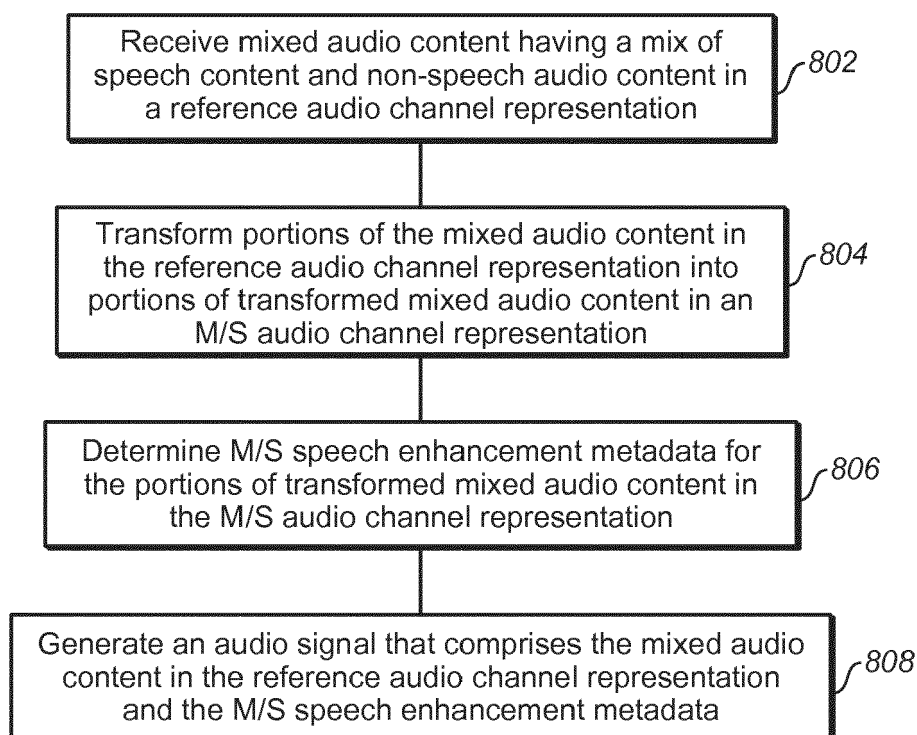 Receive mixed audio content having a mix of
speech content and non-speech audio content in
a reference audio channel representation
802
Transform portions of the mixed audio content in
the reference audio channel representation into
portions of transformed mixed audio content in an
M/S audio channel representation
804
Determine M/S speech enhancement metadata for
the portions of transformed mixed audio content in
the M/S audio channel representation
806
Generate an audio signal that comprises the mixed audio
content in the reference audio channel representation
and the M/S speech enhancement metadata
808